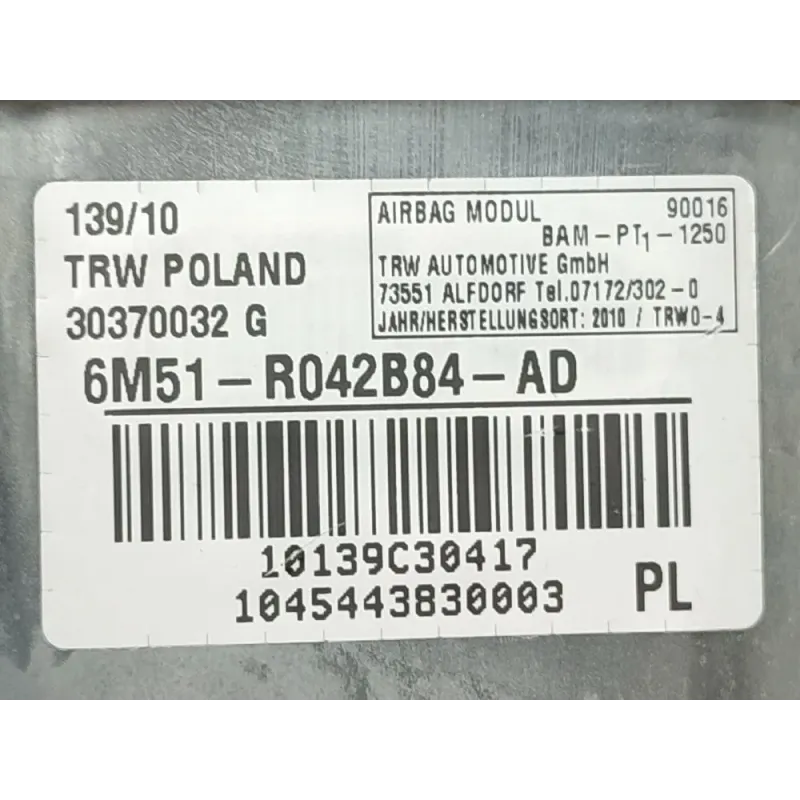 139/10
TRW POLAND
30370032 G
AIRBAG MODUL 90016
BAM-PT1-1250
TRW AUTOMOTIVE GmbH
73551 ALFDORF Tel.07172/302-0
JAHR/HERSTELLUNGSORT: 2010 / TRWO-4
6M51-R042B84-AD
10139C30417
1045443830003
PL